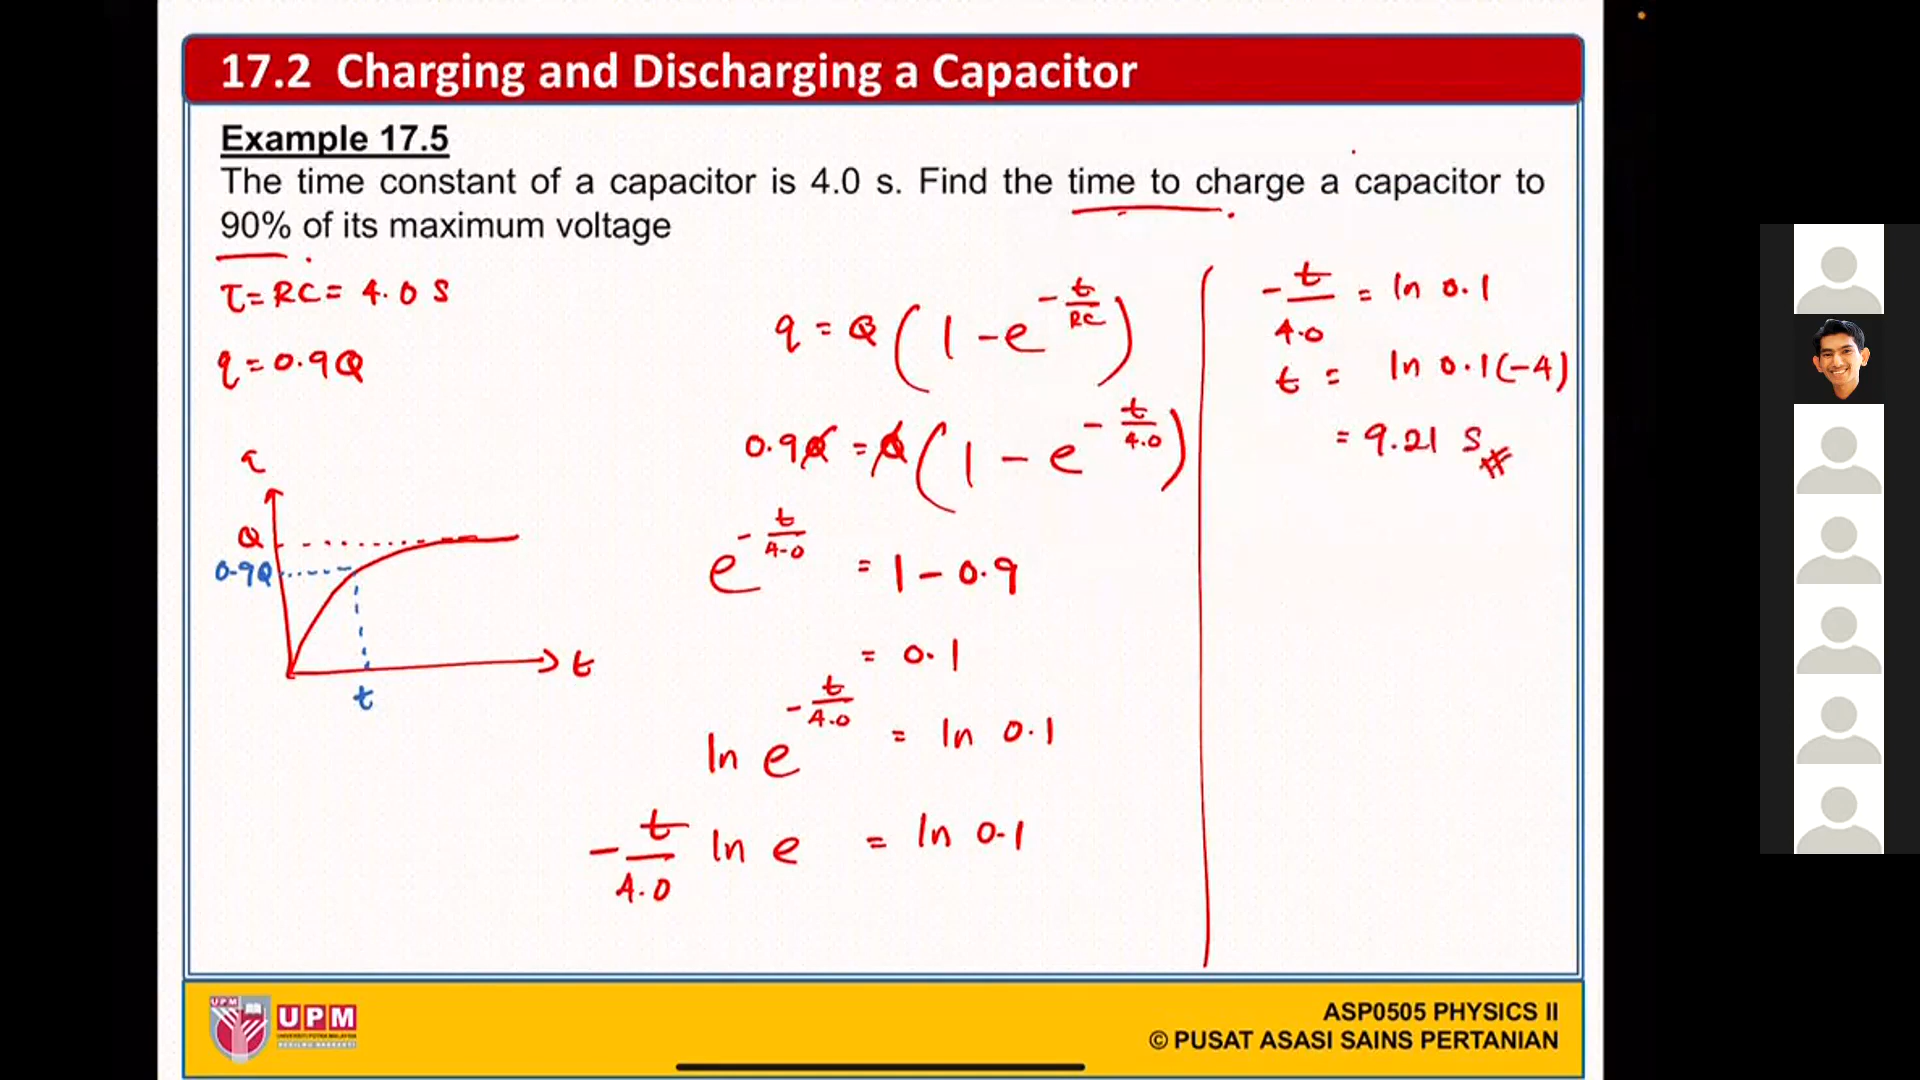 17.2 Charging and Discharging a Capacitor
Example 17.5
The time constant of a capacitor is 4.0 s. Find the time to charge a capacitor to
90% of its maximum voltage
τ = RC = 4.0 s
q = 0.9Q
τ
Q
0.9Q
t
t
q = Q (1 - e^{-t/RC})
0.9Q = Q (1 - e^{-t/4.0})
e^{-t/4.0} = 1 - 0.9
= 0.1
ln e^{-t/4.0} = ln 0.1
-t/4.0 ln e = ln 0.1
-t/4.0 = ln 0.1
t = ln 0.1(-4)
= 9.21 s #
UPM
UPM
ASP0505 PHYSICS II
© PUSAT ASASI SAINS PERTANIAN